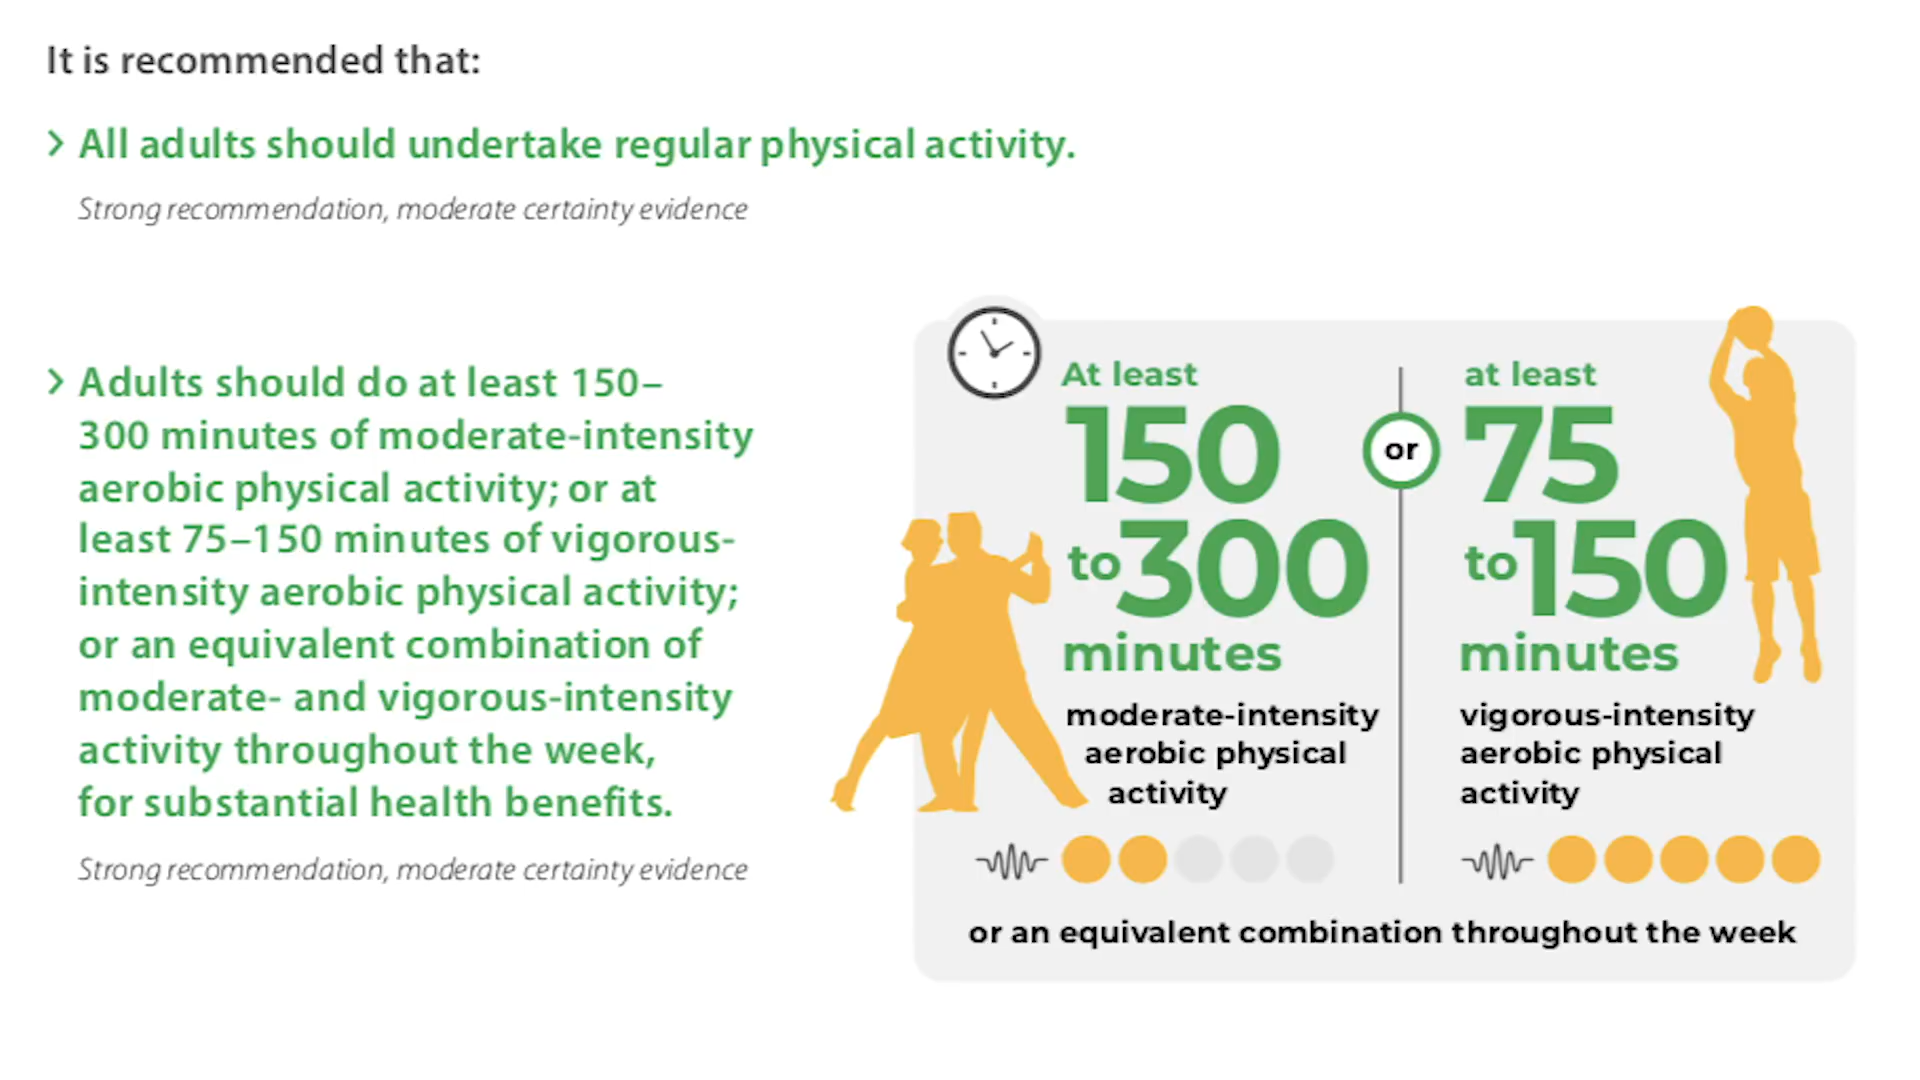 It is recommended that:
> All adults should undertake regular physical activity.
Strong recommendation, moderate certainty evidence
> Adults should do at least 150–
300 minutes of moderate-intensity
aerobic physical activity; or at
least 75–150 minutes of vigorous-
intensity aerobic physical activity;
or an equivalent combination of
moderate- and vigorous-intensity
activity throughout the week,
for substantial health benefits.
Strong recommendation, moderate certainty evidence
At least
150
to 300
minutes
moderate-intensity
aerobic physical
activity
or
at least
75
to 150
minutes
vigorous-intensity
aerobic physical
activity
or an equivalent combination throughout the week